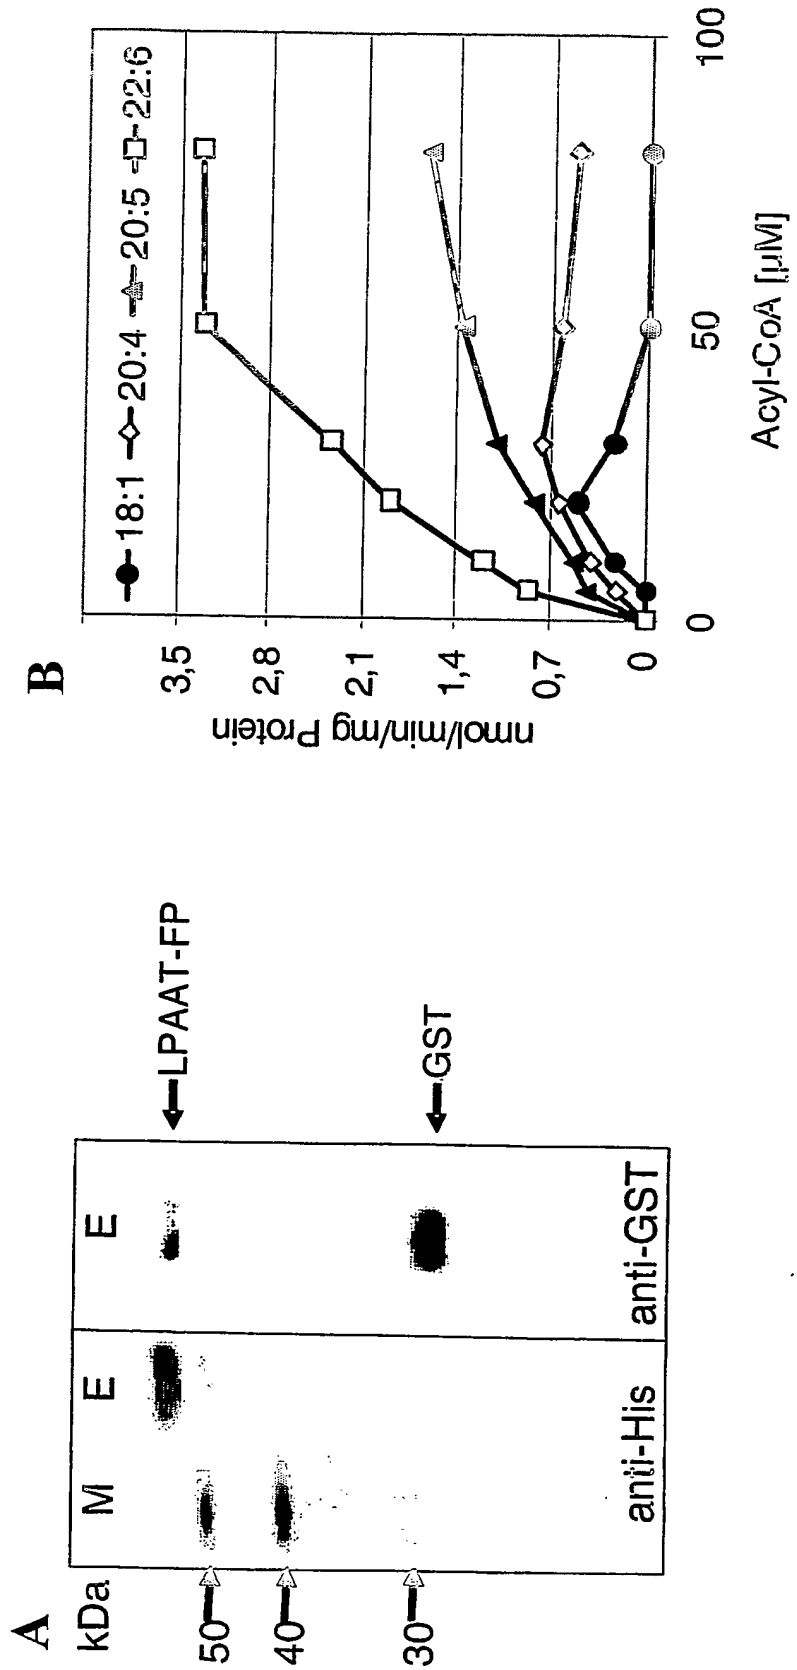 A
kDa
M E E
50
40
30
LPAAT-FP
GST
anti-His anti-GST
B
18:1 20:4 20:5 22:6
nmol/min/mg Protein
3,5
2,8
2,1
1,4
0,7
0
0 50 100
Acyl-CoA [µM]